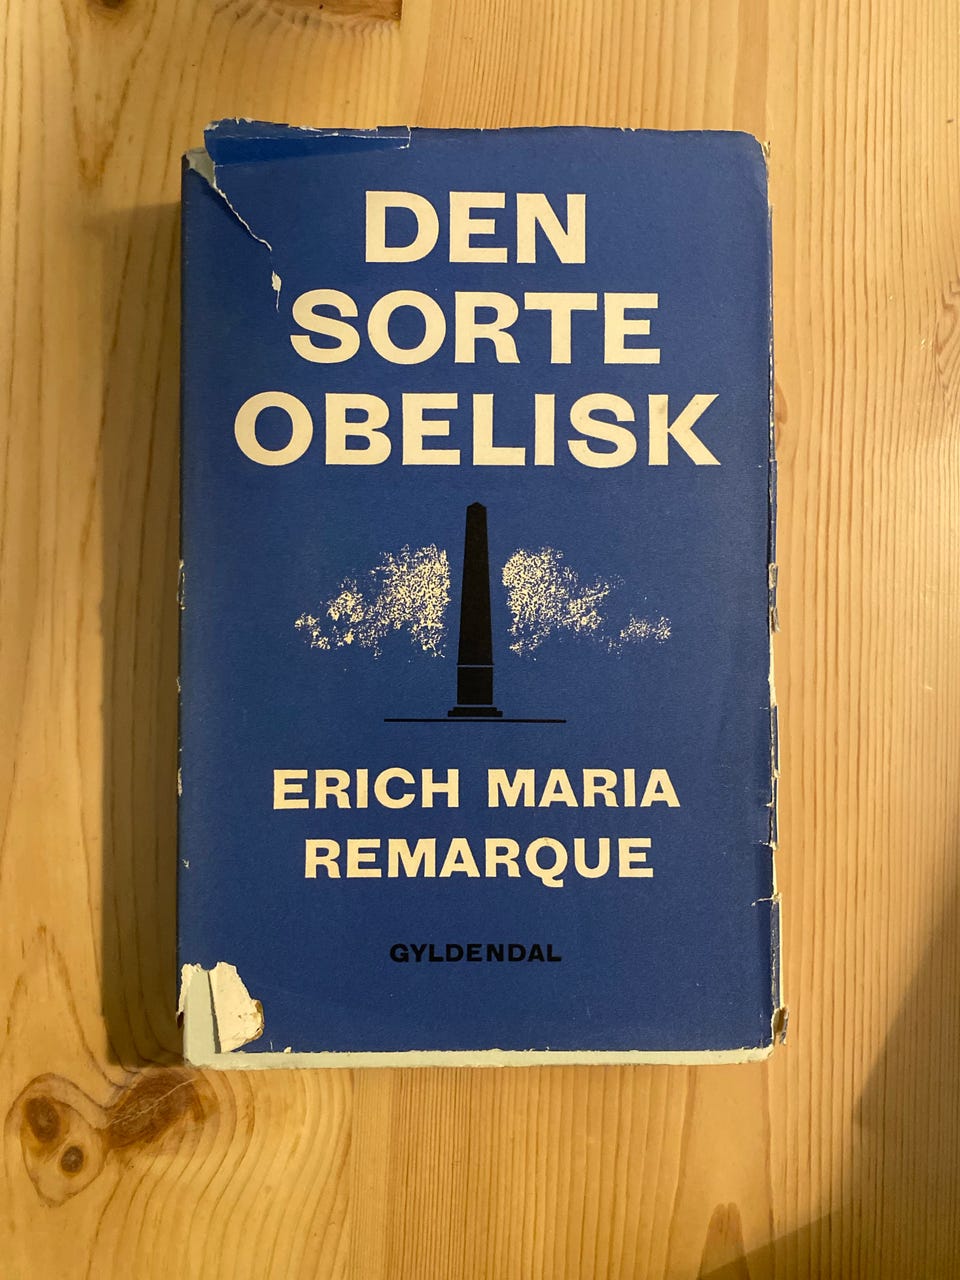 DEN
SORTE
OBELISK
ERICH MARIA
REMARQUE
GYLDENDAL